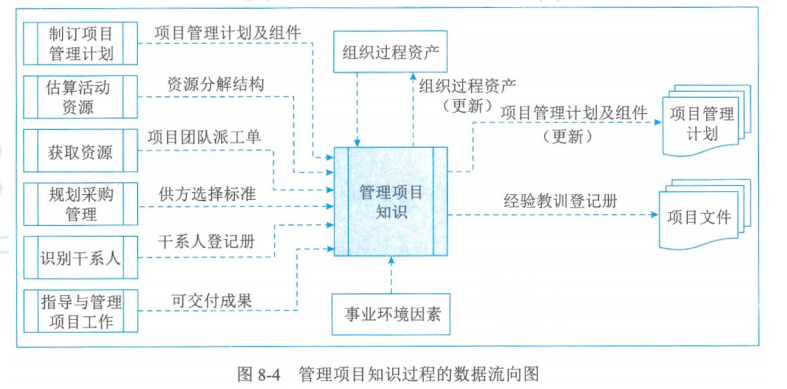 制订项目
管理计划
项目管理计划及组件
估算活动
资源
资源分解结构
获取资源
项目团队派工单
规划采购
管理
供方选择标准
识别干系人
干系人登记册
指导与管理
项目工作
可交付成果
组织过程资产
组织过程资产
（更新）
管理项目
知识
事业环境因素
项目管理计划及组件
（更新）
项目管理
计划
经验教训登记册
项目文件
图 8-4 管理项目知识过程的数据流向图